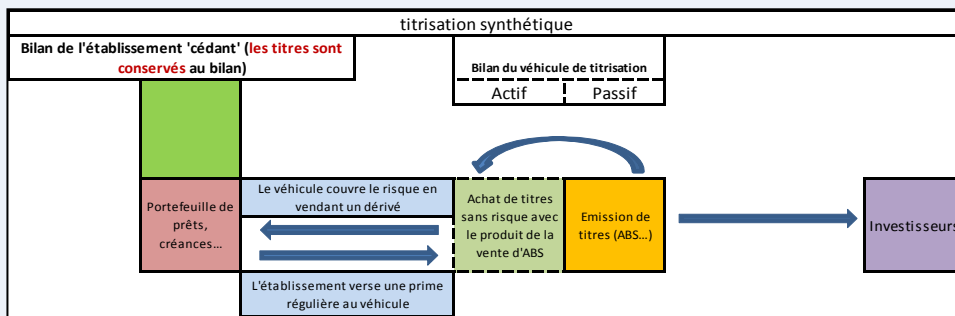 titrisation synthétique
Bilan de l'établissement 'cédant' (les titres sont
conservés au bilan)
Bilan du véhicule de titrisation
Actif
Passif
Portefeuille de
prêts,
créances...
Le véhicule couvre le risque en
vendant un dérivé
L'établissement verse une prime
régulière au véhicule
Achat de titres
sans risque avec
le produit de la
vente d'ABS
Emission de
titres (ABS...)
Investisseurs